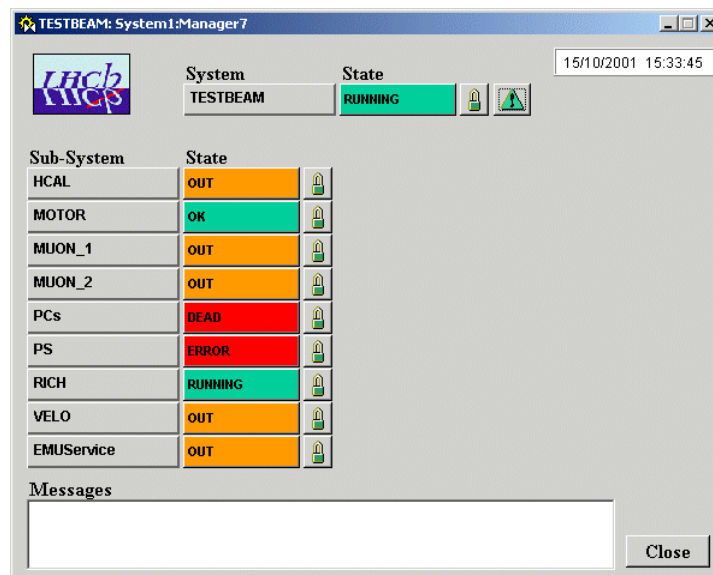 TESTBEAM: System1:Manager7
15/10/2001 15:33:45
LHCb
System State
TESTBEAM RUNNING
Sub-System State
HCAL OUT
MOTOR OK
MUON_1 OUT
MUON_2 OUT
PCs DEAD
PS ERROR
RICH RUNNING
VELO OUT
EMUService OUT
Messages
Close